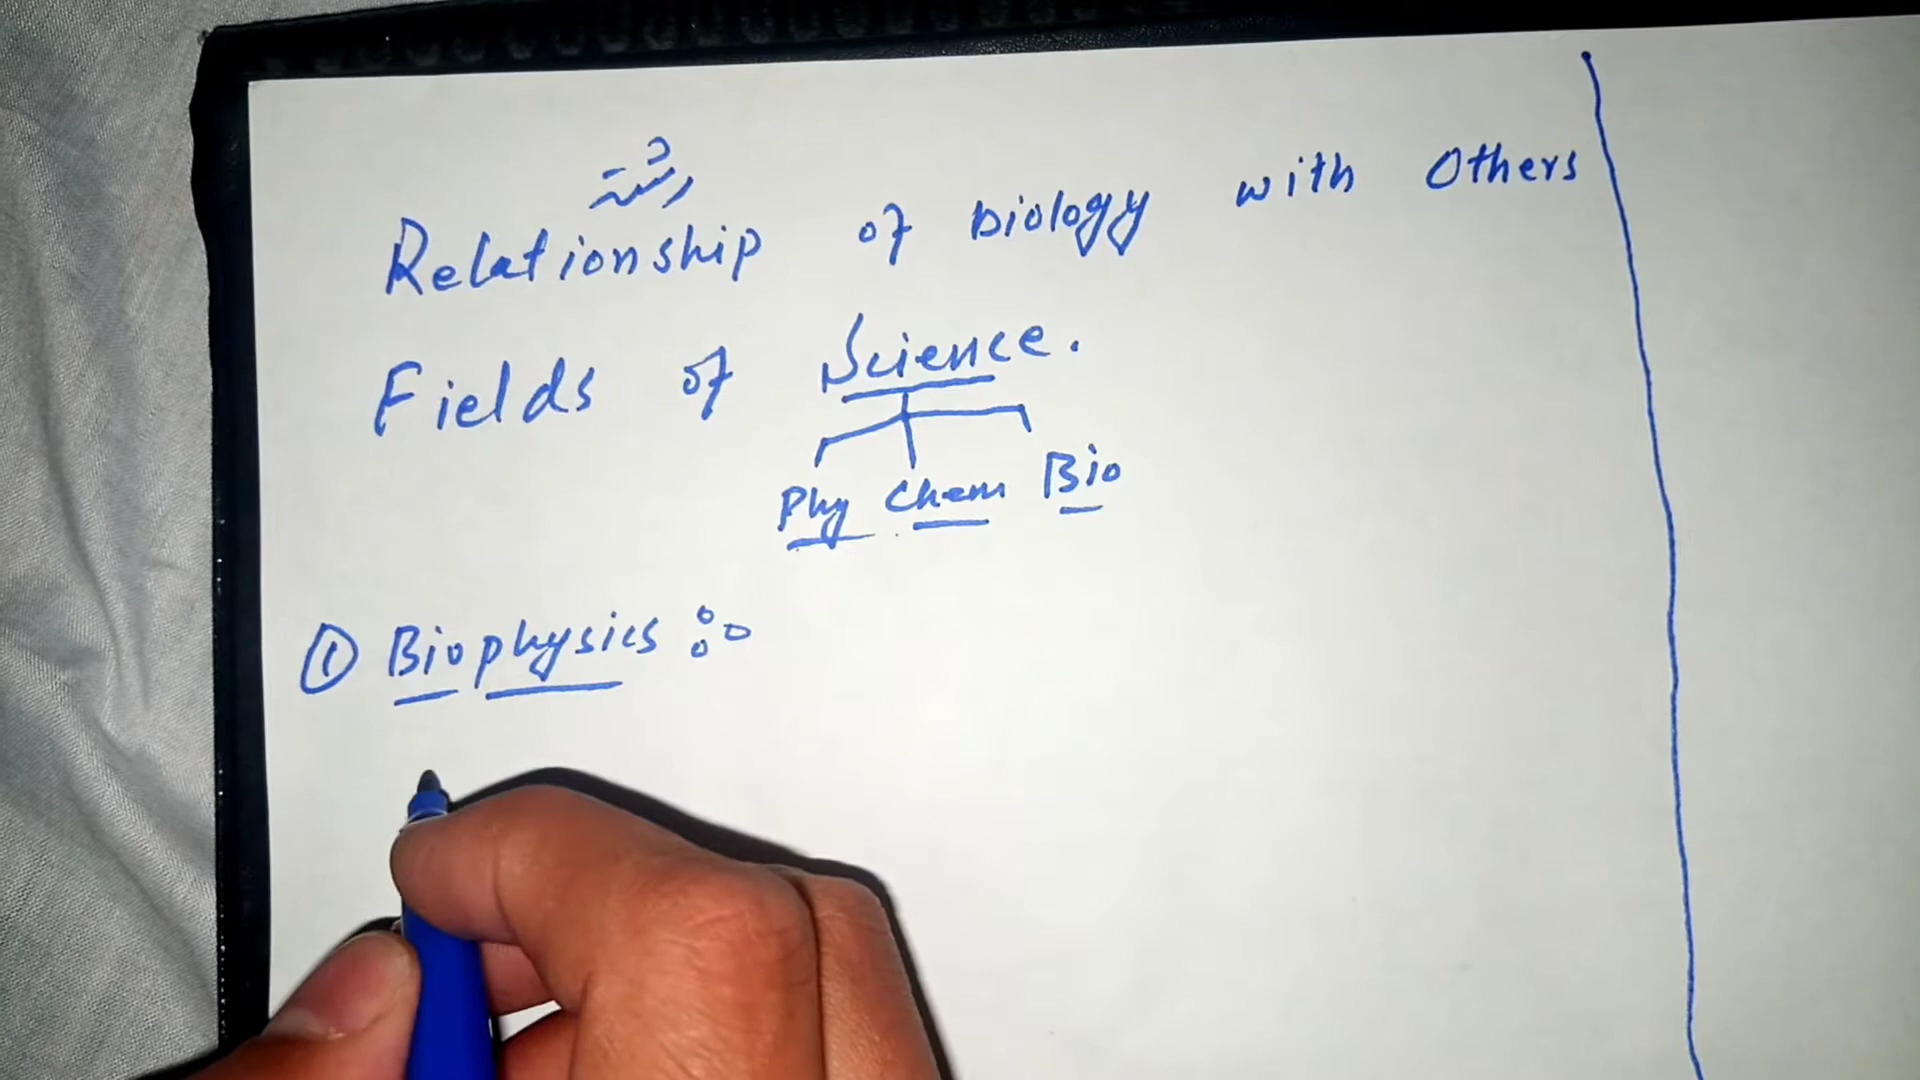 رشتہ
Relationship of Biology with Others
Fields of Science.
Phy Chem Bio
① Biophysics :-